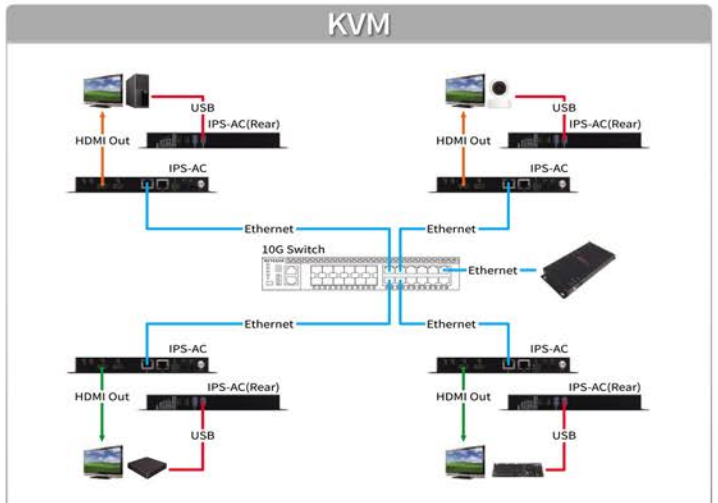 KVM
USB
IPS-AC(Rear)
HDMI Out
IPS-AC
USB
IPS-AC(Rear)
HDMI Out
IPS-AC
Ethernet
Ethernet
10G Switch
Ethernet
Ethernet
Ethernet
IPS-AC
IPS-AC
HDMI Out
IPS-AC(Rear)
HDMI Out
IPS-AC(Rear)
USB
USB